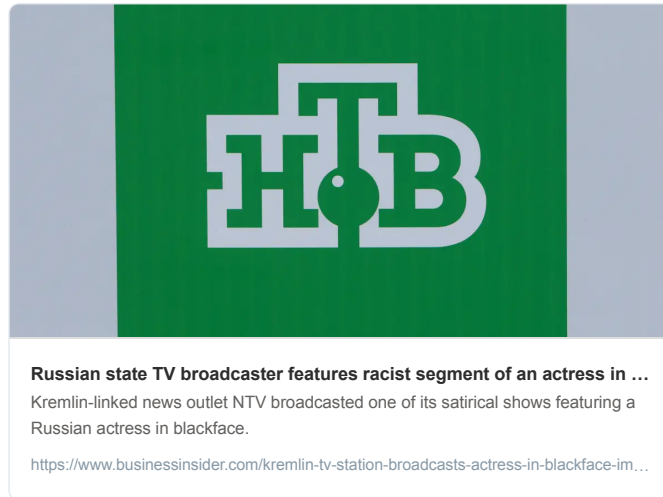 НТВ
Russian state TV broadcaster features racist segment of an actress in …
Kremlin-linked news outlet NTV broadcasted one of its satirical shows featuring a
Russian actress in blackface.
https://www.businessinsider.com/kremlin-tv-station-broadcasts-actress-in-blackface-im…